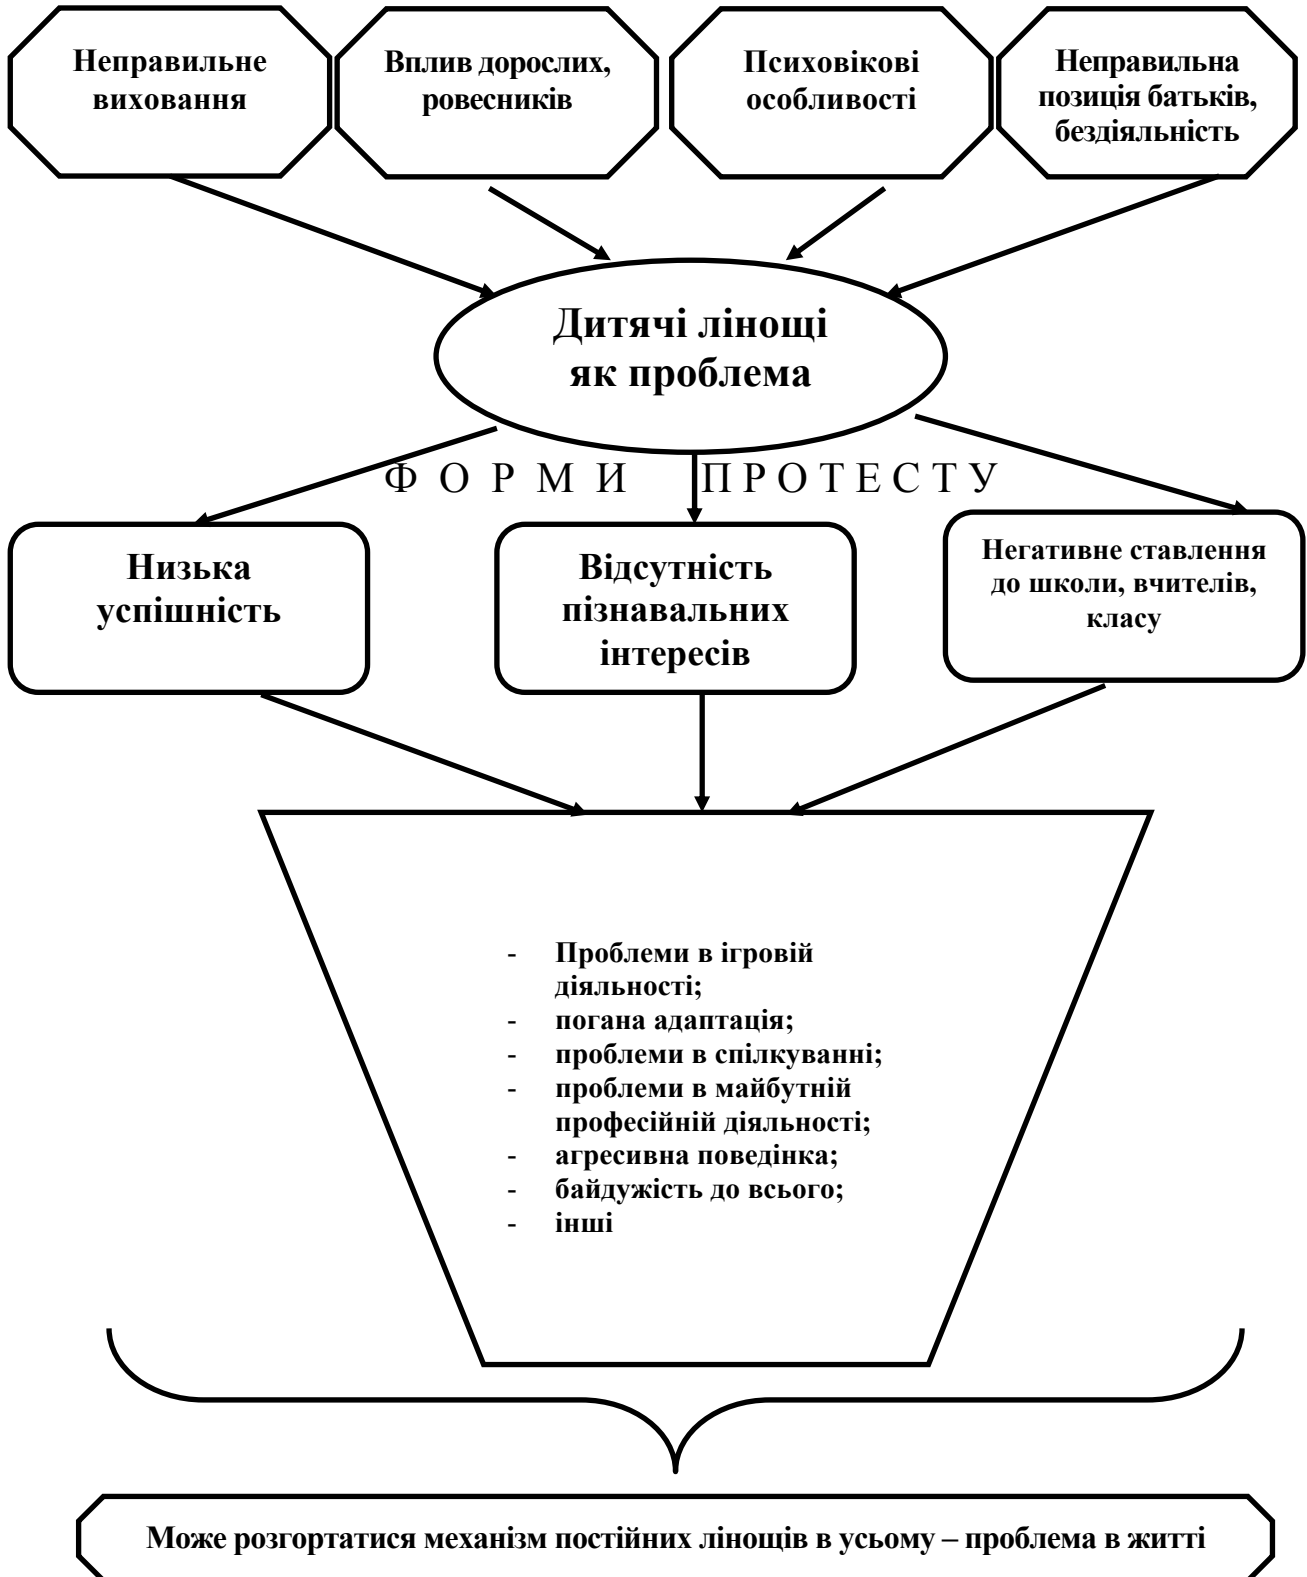 Неправильне
виховання
Вплив дорослих,
ровесників
Психовікові
особливості
Неправильна
позиція батьків,
бездіяльність
Дитячі лінощі
як проблема
Ф О Р М И П Р О Т Е С Т У
Низька
успішність
Відсутність
пізнавальних
інтересів
Негативне ставлення
до школи, вчителів,
класу
- Проблеми в ігровій
діяльності;
- погана адаптація;
- проблеми в спілкуванні;
- проблеми в майбутній
професійній діяльності;
- агресивна поведінка;
- байдужість до всього;
- інші
Може розгортатися механізм постійних лінощів в усьому – проблема в житті